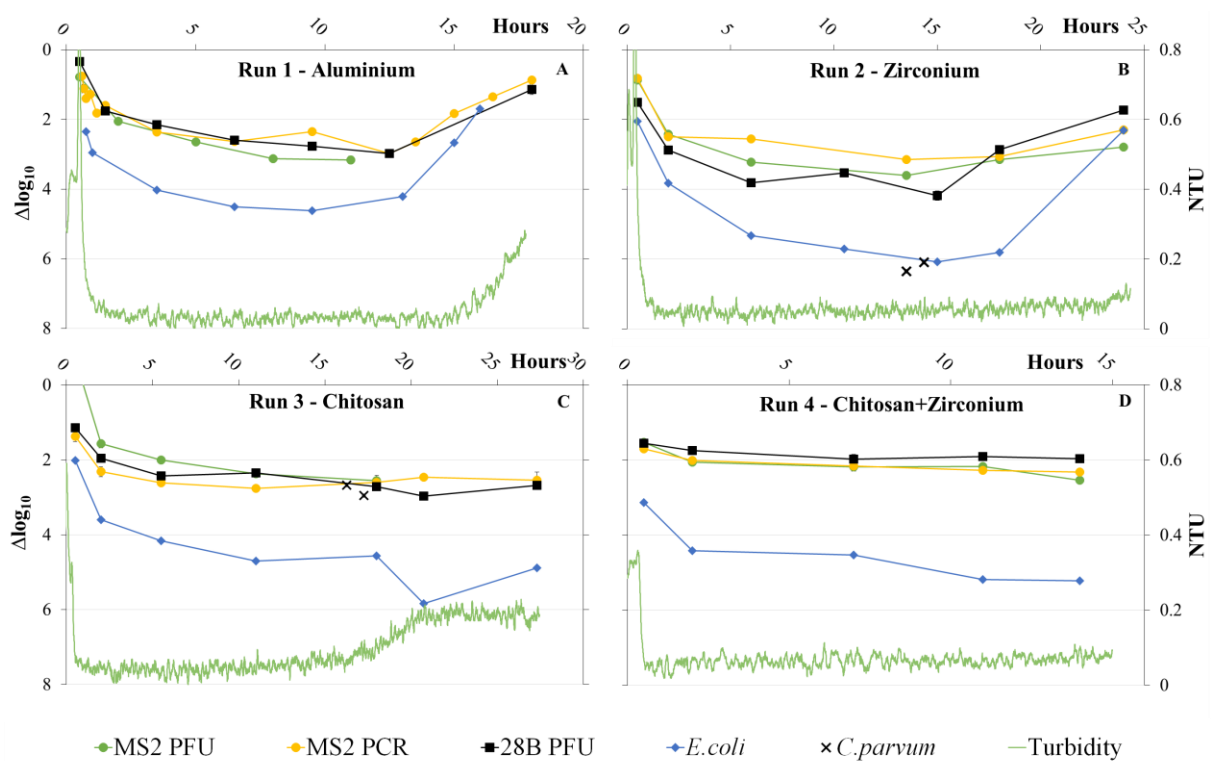 0 5 10 15 Hours 20
0 5 10 15 20 Hours 25
0 0.8
Run 1 - Aluminium A
Run 2 - Zirconium B
2 0.6
4 0.4
6 0.2
8 0
Δlog10
NTU
0 5 10 15 20 25 Hours 30
0 5 10 Hours 15
0 0.8
Run 3 - Chitosan C
Run 4 - Chitosan+Zirconium D
2 0.6
4 0.4
6 0.2
8 0
Δlog10
NTU
MS2 PFU MS2 PCR 28B PFU E.coli C.parvum Turbidity